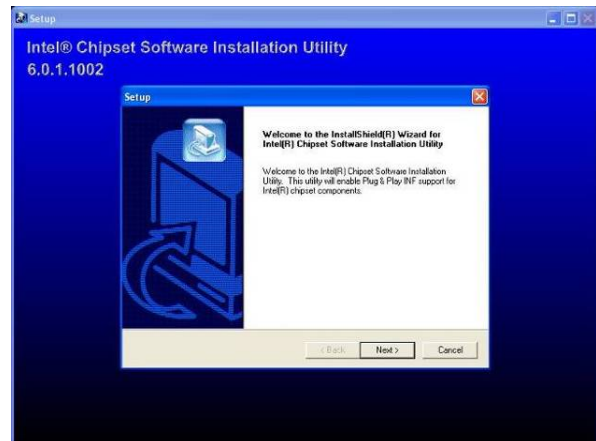 Setup
Intel® Chipset Software Installation Utility
6.0.1.1002
Setup
Welcome to the InstallShield(R) Wizard for
Intel(R) Chipset Software Installation Utility
Welcome to the Intel(R) Chipset Software Installation
Utility. This utility will enable Plug & Play INF support for
Intel(R) chipset components.
< Back
Next >
Cancel